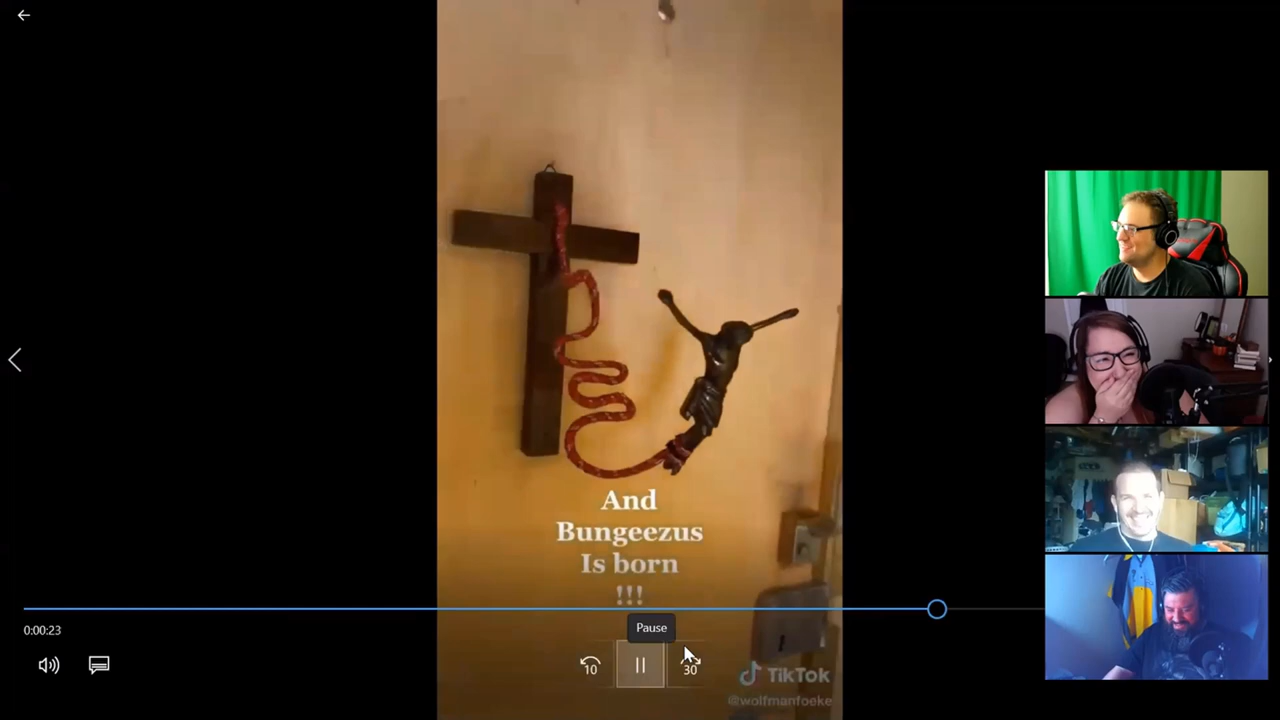 And
Bungeezus
Is born
!!!
0:00:23
Pause
10
30
TikTok
@wolfmanfoeke